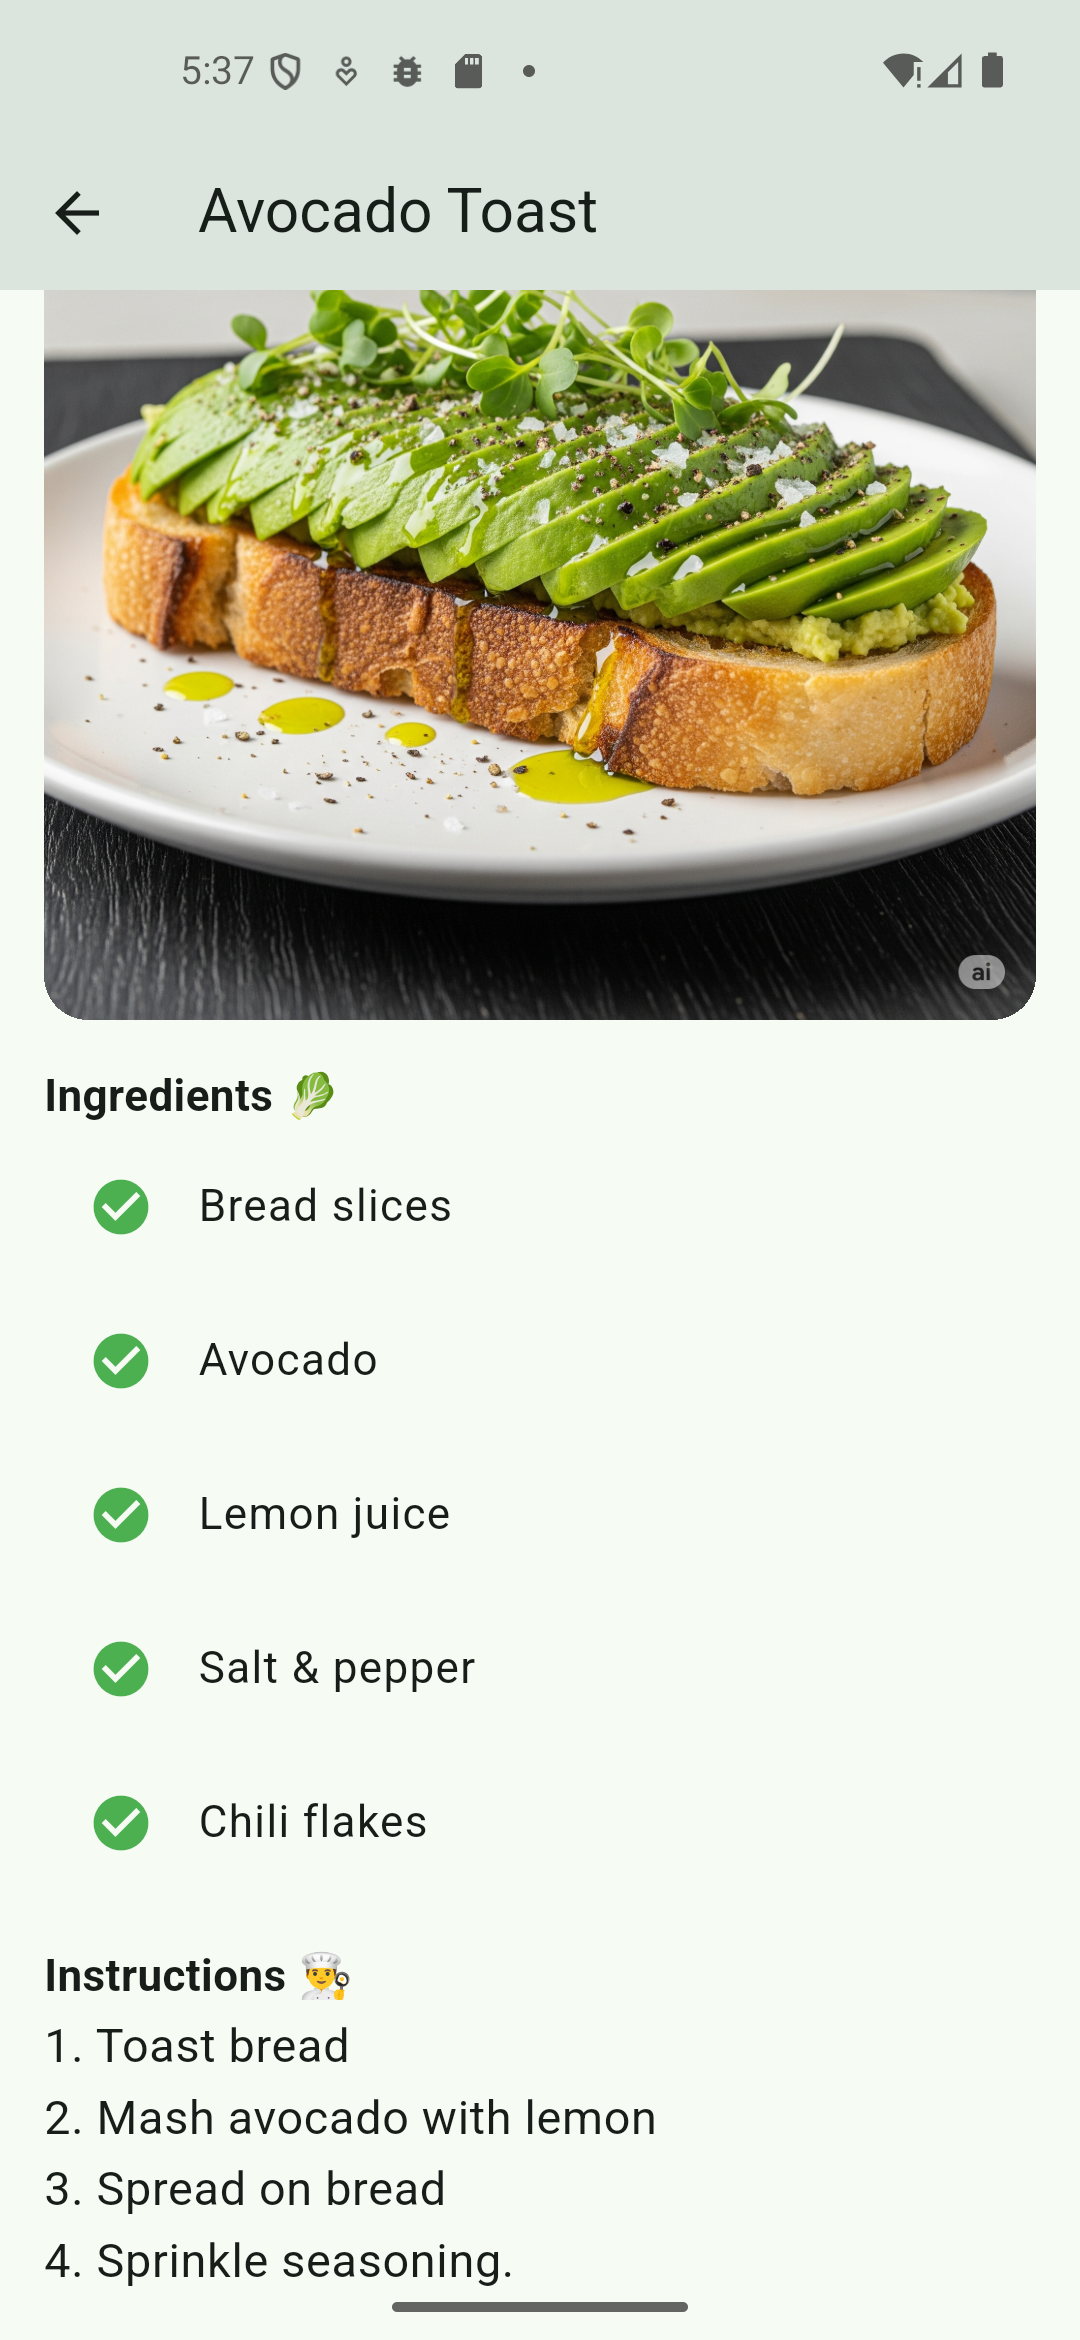 5:37
Avocado Toast
ai
Ingredients 🥬
Bread slices
Avocado
Lemon juice
Salt & pepper
Chili flakes
Instructions 👨‍🍳
1. Toast bread
2. Mash avocado with lemon
3. Spread on bread
4. Sprinkle seasoning.